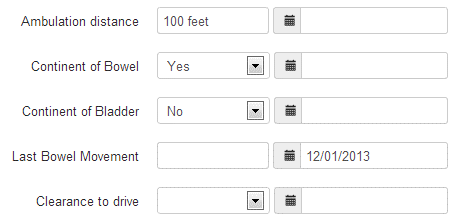 Ambulation distance 100 feet
Continent of Bowel Yes
Continent of Bladder No
Last Bowel Movement 12/01/2013
Clearance to drive